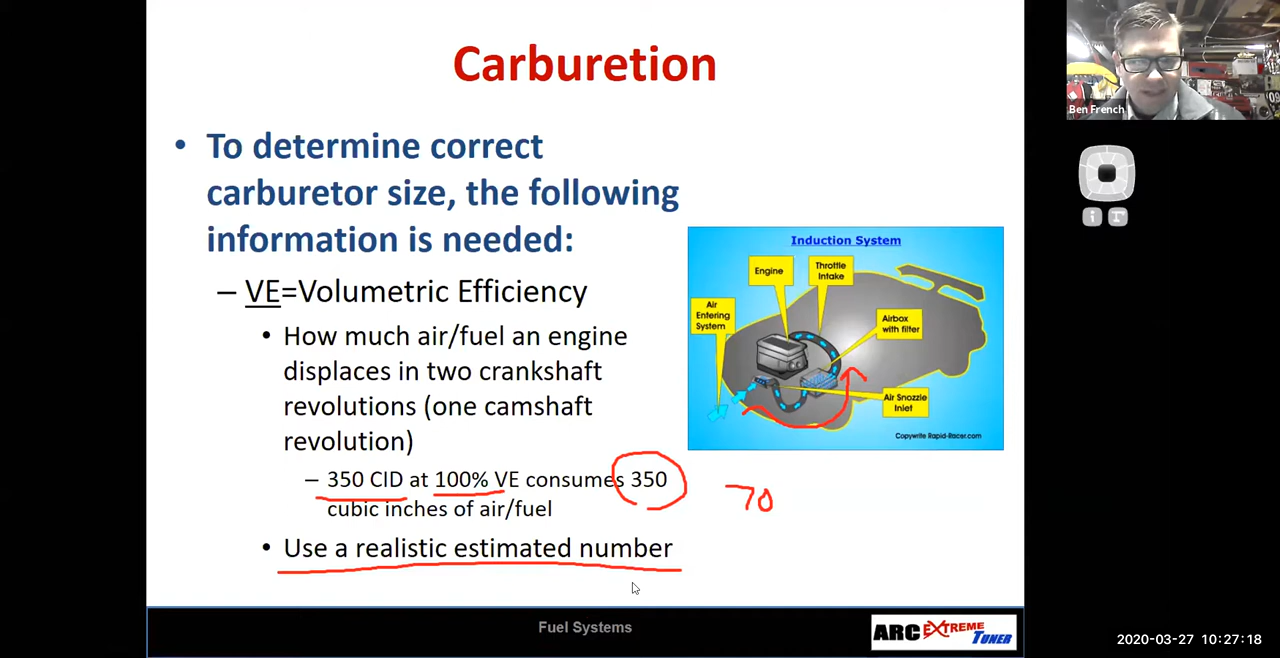 Carburetion
• To determine correct
carburetor size, the following
information is needed:
– VE=Volumetric Efficiency
• How much air/fuel an engine
displaces in two crankshaft
revolutions (one camshaft
revolution)
– 350 CID at 100% VE consumes 350
cubic inches of air/fuel
• Use a realistic estimated number
Induction System
Engine
Throttle
Intake
Air
Entering
System
Airbox
with filter
Air Snozzle
Inlet
Copywrite Rapid-Racer.com
70
Fuel Systems
ARC EXTREME
TUNER
Ben French
2020-03-27 10:27:18